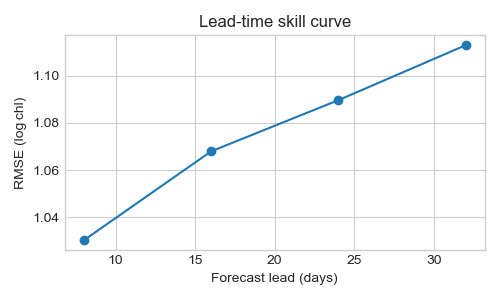 Lead-time skill curve
RMSE (log chl)
1.10
1.08
1.06
1.04
10 15 20 25 30
Forecast lead (days)